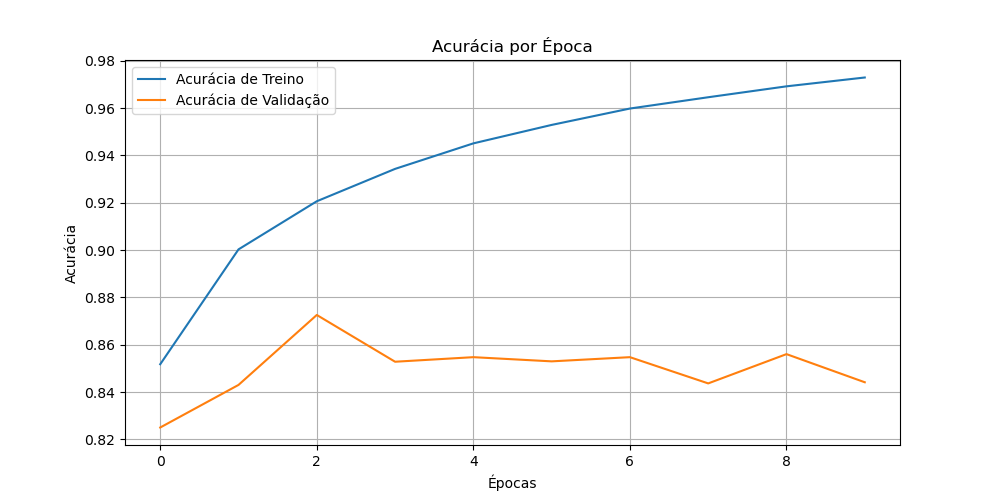 Acurácia por Época
Acurácia de Treino
Acurácia de Validação
Acurácia
0.98
0.96
0.94
0.92
0.90
0.88
0.86
0.84
0.82
0 2 4 6 8
Épocas